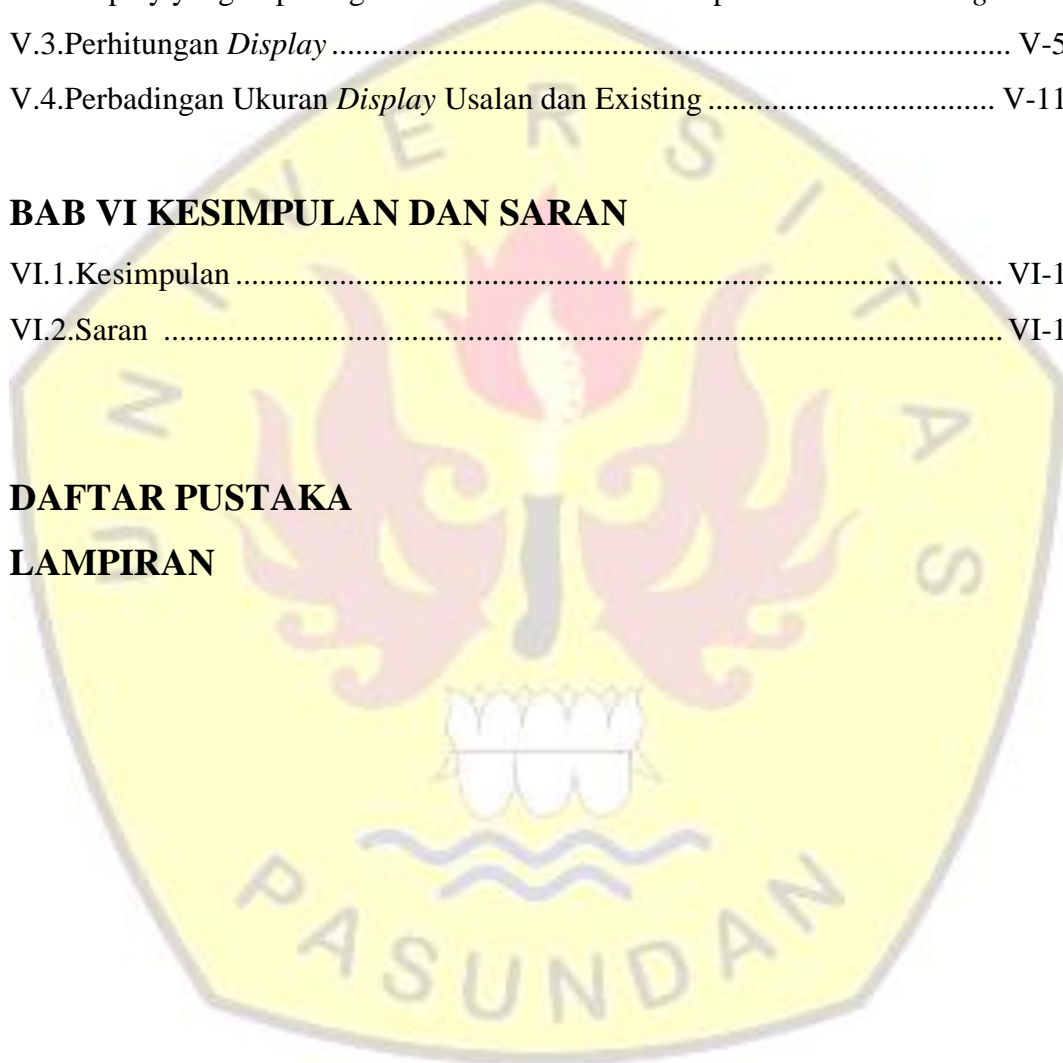 V.3.Perhitungan Display ..................................................................................... V-5
V.4.Perbadingan Ukuran Display Usalan dan Existing .................................... V-11
BAB VI KESIMPULAN DAN SARAN
VI.1.Kesimpulan ................................................................................................ VI-1
VI.2.Saran ......................................................................................................... VI-1
DAFTAR PUSTAKA
LAMPIRAN
UNIVERSITAS
PASUNDAN